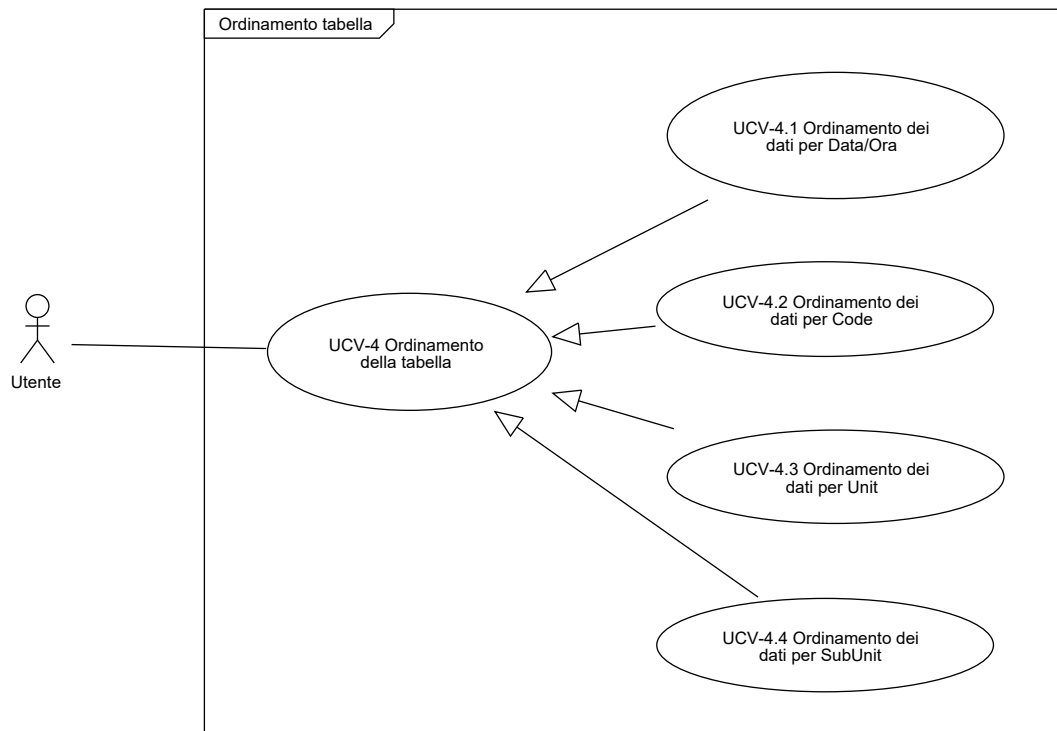 Ordinamento tabella
UCV-4.1 Ordinamento dei
dati per Data/Ora
UCV-4.2 Ordinamento dei
dati per Code
UCV-4 Ordinamento
della tabella
Utente
UCV-4.3 Ordinamento dei
dati per Unit
UCV-4.4 Ordinamento dei
dati per SubUnit